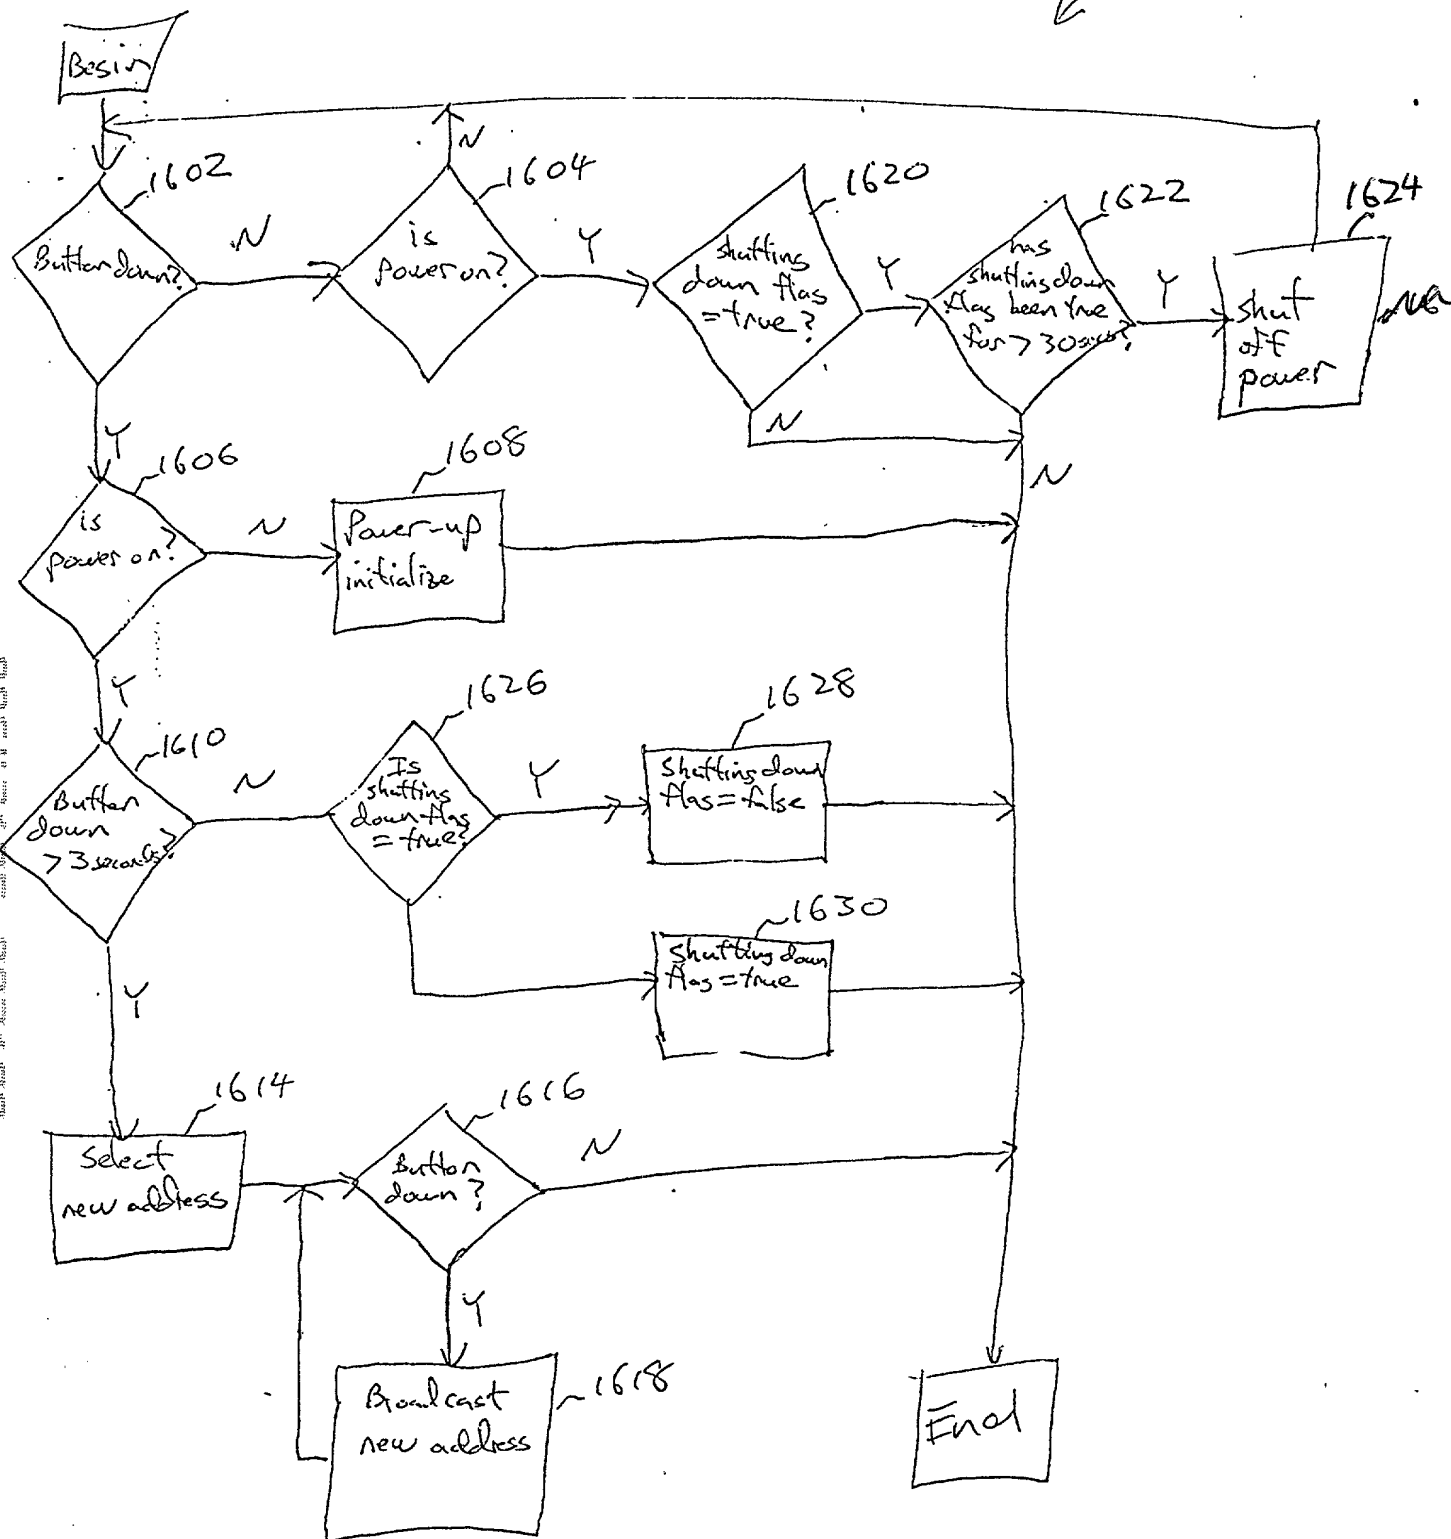 Begin
1602
Button down?
N
1604
is
power on?
N
Y
1620
shutting
down flag
=true?
Y
N
1622
has
shutting down
flag been true
for > 30 secs?
Y
N
1624
shut
off
power
Y
1606
is
power on?
N
1608
Power-up
initialize
Y
1610
Button
down
>3 seconds?
N
1626
Is
shutting
down flag
= true?
Y
1628
Shutting down
flag = false
1630
Shutting down
flag = true
Y
1614
Select
new address
1616
Button
down?
N
Y
1618
Broadcast
new address
End